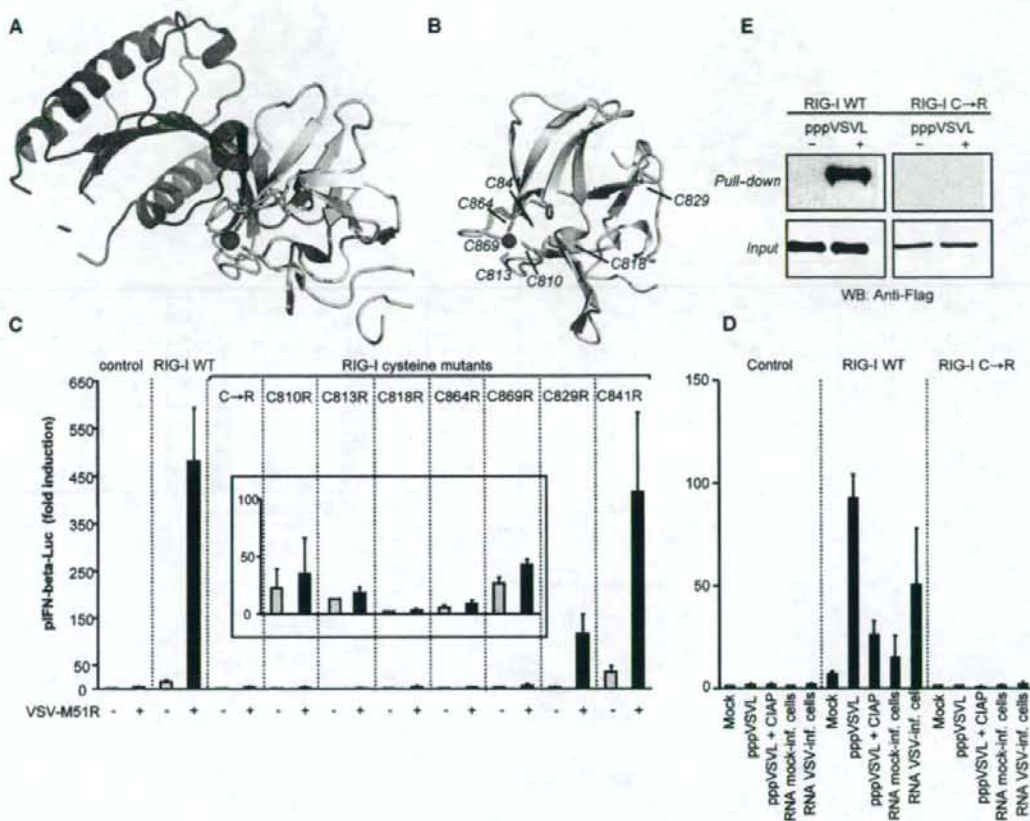 A
B
E
RIG-I WT
RIG-I C→R
pppVSVL
pppVSVL
- +
- +
Pull-down
Input
WB: Anti-Flag
C841
C864
C869
C813
C810
C818
C829
C
D
control
RIG-I WT
RIG-I cysteine mutants
C→R
C810R
C813R
C818R
C864R
C869R
C829R
C841R
pIFN-beta-Luc (fold induction)
650
550
450
350
250
150
50
0
100
50
0
VSV-M51R
- + - + - + - + - + - + - + - + - + - +
Control
RIG-I WT
RIG-I C→R
150
100
50
0
Mock
pppVSVL
pppVSVL + CIAP
RNA mock-inf. cells
RNA VSV-inf. cells
Mock
pppVSVL
pppVSVL + CIAP
RNA mock-inf. cells
RNA VSV-inf. cel
Mock
pppVSVL
pppVSVL + CIAP
RNA mock-inf. cells
RNA VSV-inf. cells